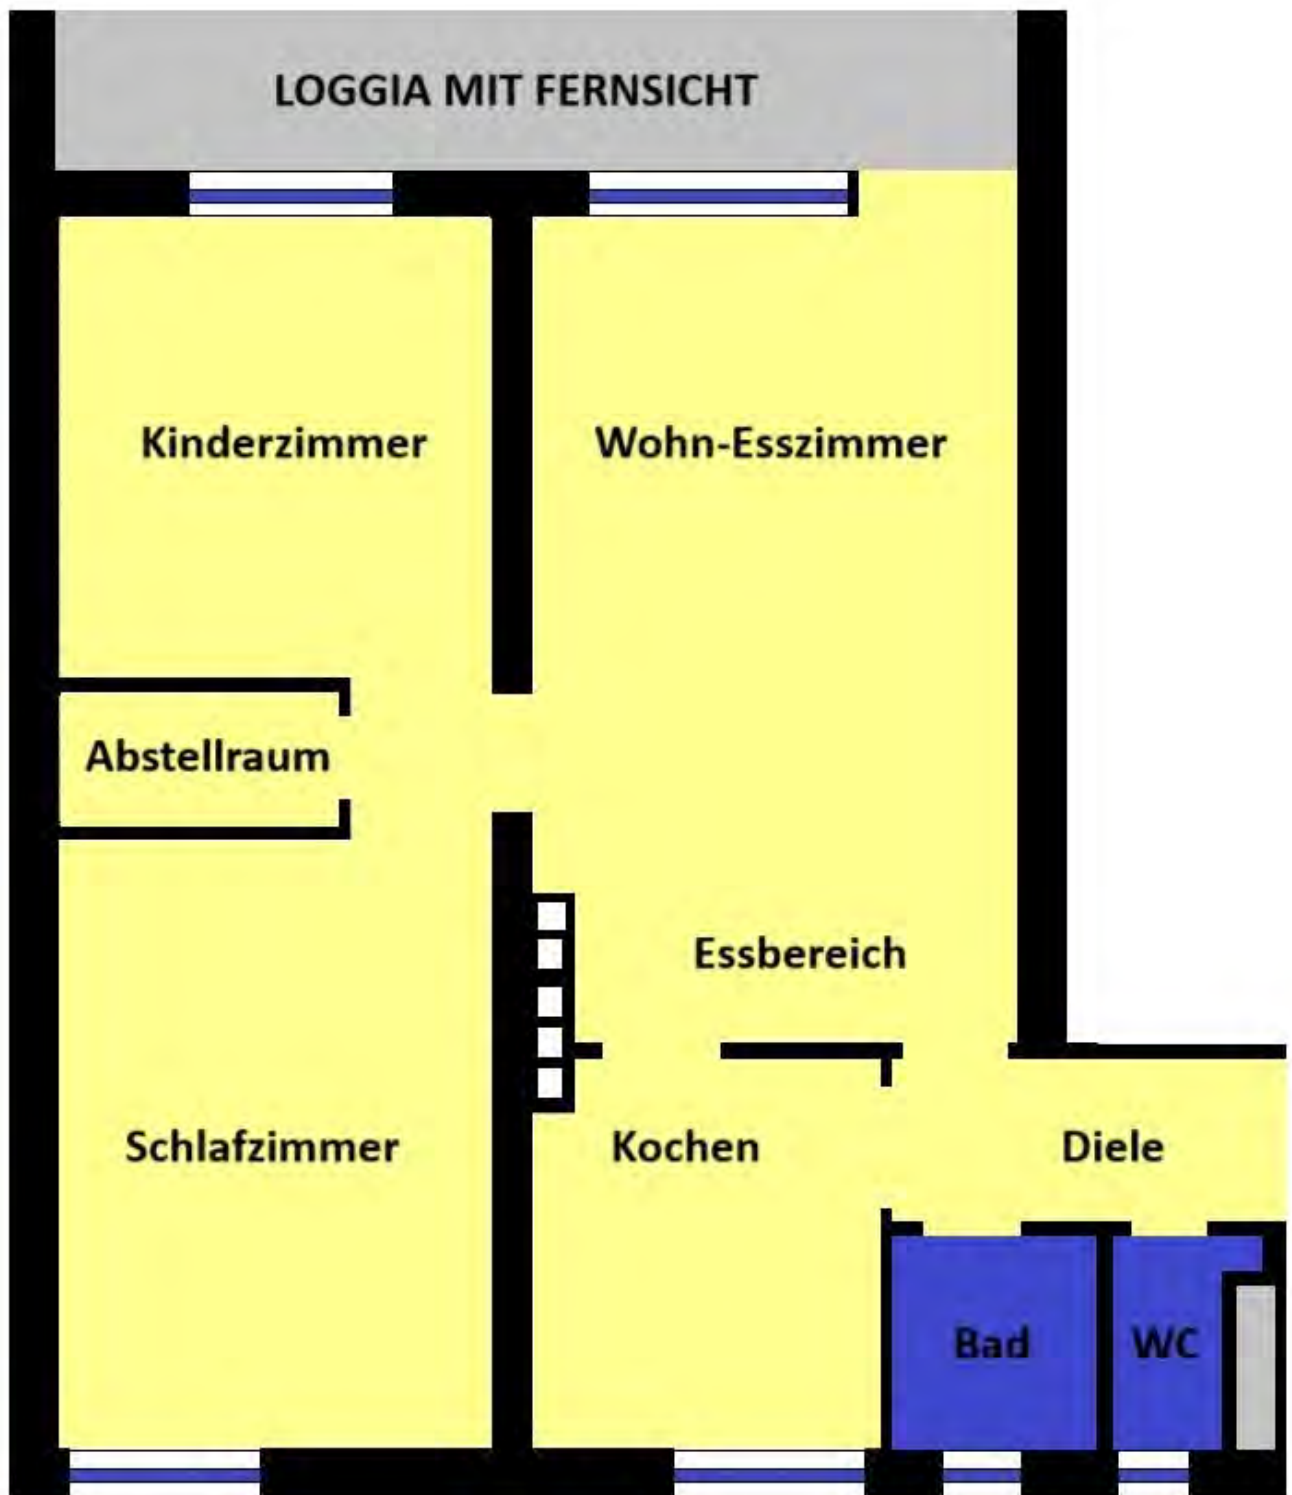 LOGGIA MIT FERNSICHT
Kinderzimmer
Wohn-Esszimmer
Abstellraum
Essbereich
Schlafzimmer
Kochen
Diele
Bad
WC